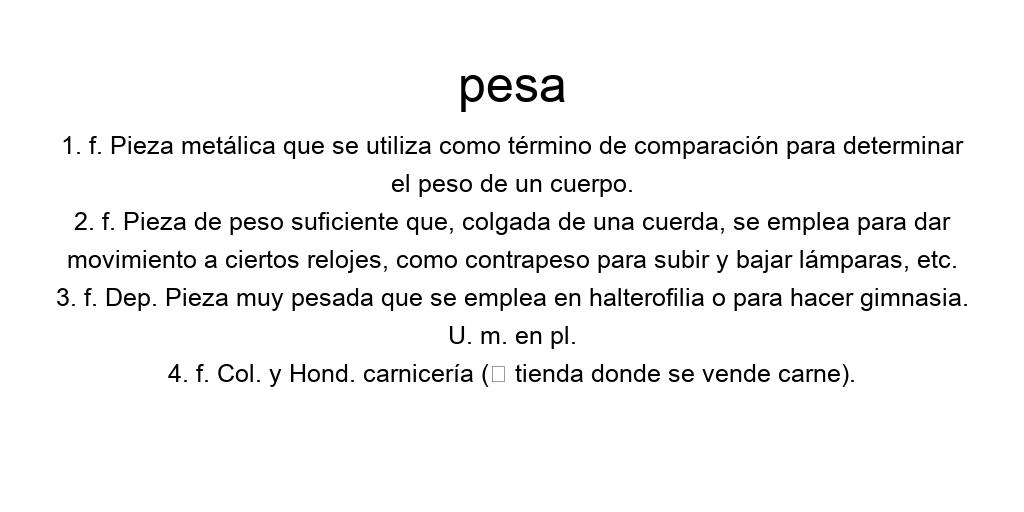 pesa
1. f. Pieza metálica que se utiliza como término de comparación para determinar
el peso de un cuerpo.
2. f. Pieza de peso suficiente que, colgada de una cuerda, se emplea para dar
movimiento a ciertos relojes, como contrapeso para subir y bajar lámparas, etc.
3. f. Dep. Pieza muy pesada que se emplea en halterofilia o para hacer gimnasia.
U. m. en pl.
4. f. Col. y Hond. carnicería (▯ tienda donde se vende carne).